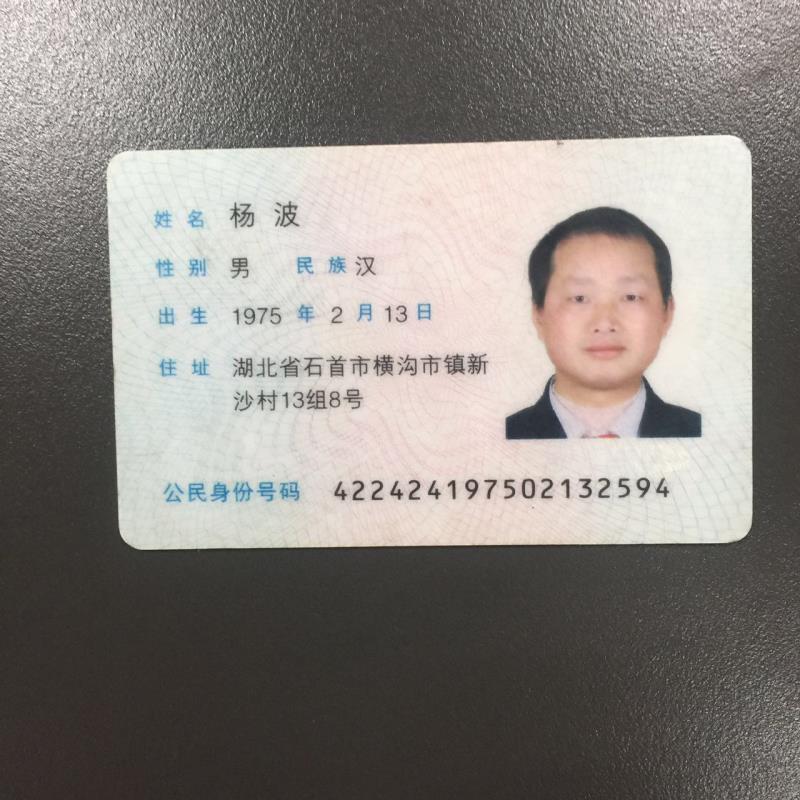 姓名 杨波
性别 男 民族 汉
出生 1975 年 2 月 13 日
住址 湖北省石首市横沟市镇新
沙村13组8号
公民身份号码 422424197502132594